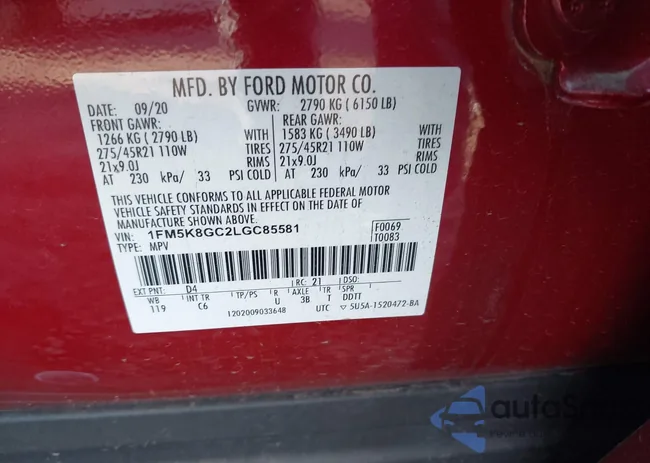 MFD. BY FORD MOTOR CO.
DATE: 09/20 GVWR: 2790 KG ( 6150 LB)
FRONT GAWR: REAR GAWR:
1266 KG ( 2790 LB) WITH 1583 KG ( 3490 LB) WITH
275/45R21 110W TIRES 275/45R21 110W TIRES
21x9.0J RIMS 21x9.0J RIMS
AT 230 kPa/ 33 PSI COLD AT 230 kPa/ 33 PSI COLD
THIS VEHICLE CONFORMS TO ALL APPLICABLE FEDERAL MOTOR
VEHICLE SAFETY STANDARDS IN EFFECT ON THE DATE OF
MANUFACTURE SHOWN ABOVE.
VIN: 1FM5K8GC2LGC85581 F0069
TYPE: MPV T0083
EXT PNT: D4 RC: 21 DSO:
WB INT TR TP/PS R AXLE TR SPR
119 C6 U 3B T DDTT
1202009033648 UTC ▽ 5U5A-1520472-BA